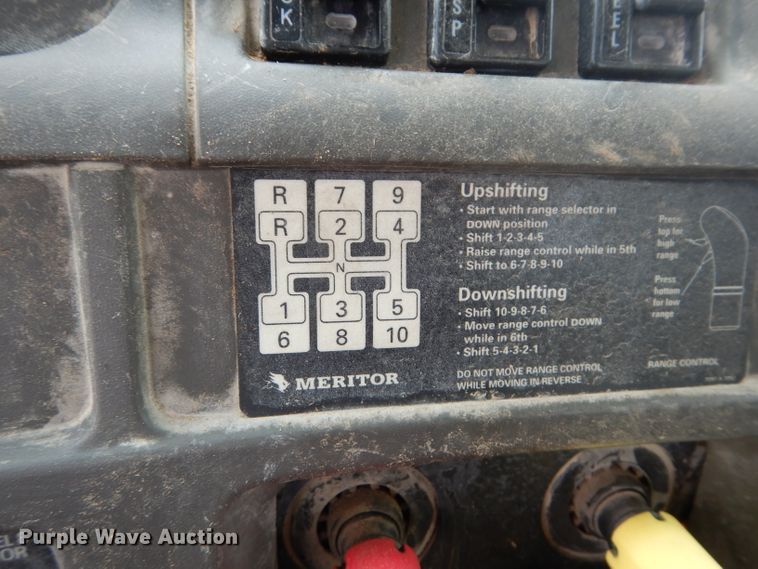 CK
SP
EL
R 7 9
R 2 4
N
1 3 5
6 8 10
MERITOR
Upshifting
• Start with range selector in
DOWN position
• Shift 1-2-3-4-5
• Raise range control while in 5th
• Shift to 6-7-8-9-10
Downshifting
• Shift 10-9-8-7-6
• Move range control DOWN
while in 6th
• Shift 5-4-3-2-1
DO NOT MOVE RANGE CONTROL
WHILE MOVING IN REVERSE
Press
top for
high
range
Press
bottom
for low
range
RANGE CONTROL
EL
OR
Purple Wave Auction